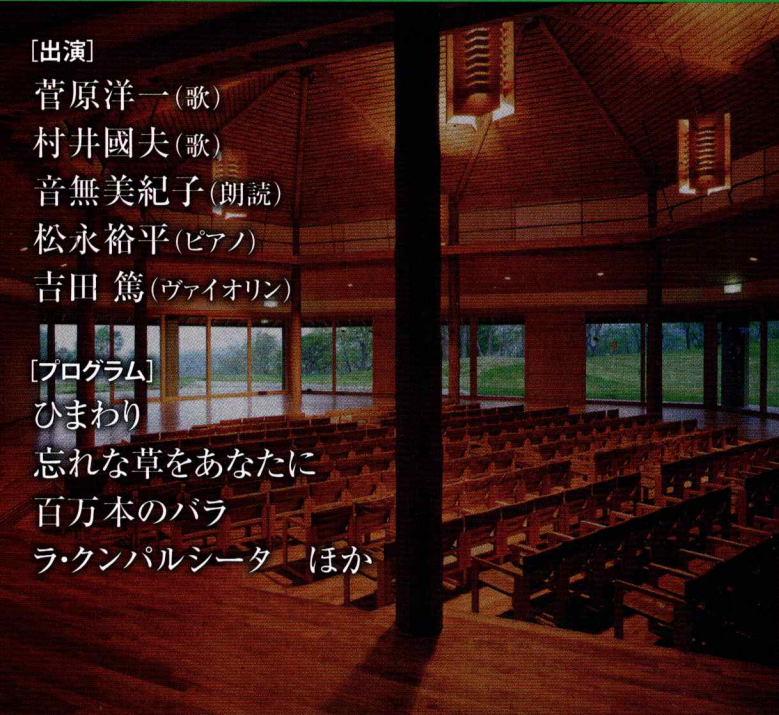 ［出演］
菅原洋一（歌）
村井國夫（歌）
音無美紀子（朗読）
松永裕平（ピアノ）
吉田 篤（ヴァイオリン）
［プログラム］
ひまわり
忘れな草をあなたに
百万本のバラ
ラ・クンパルシータ　ほか